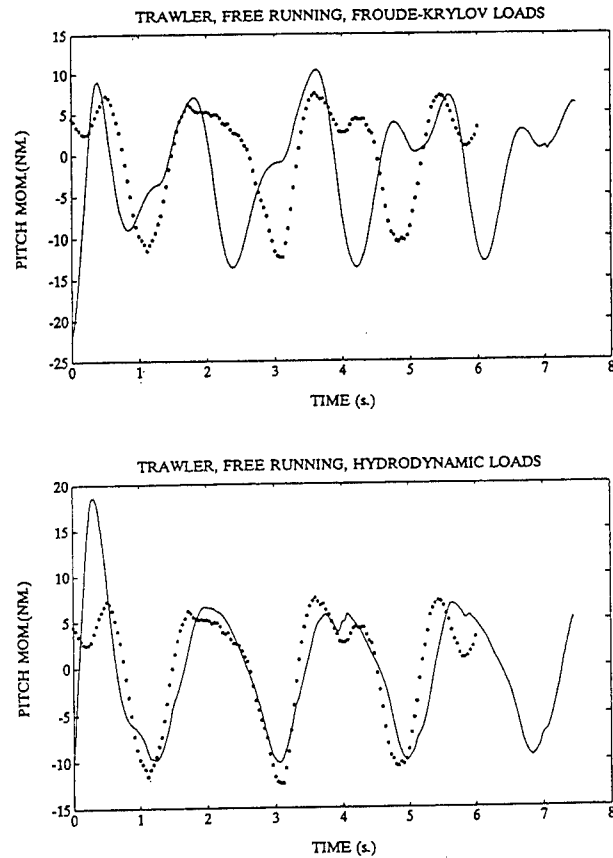 TRAWLER, FREE RUNNING, FROUDE-KRYLOV LOADS
15
10
5
0
-5
-10
-15
-20
-25
PITCH MOM.(NM.)
0 1 2 3 4 5 6 7 8
TIME (s.)
TRAWLER, FREE RUNNING, HYDRODYNAMIC LOADS
20
15
10
5
0
-5
-10
-15
PITCH MOM.(NM.)
0 1 2 3 4 5 6 7 8
TIME (s.)